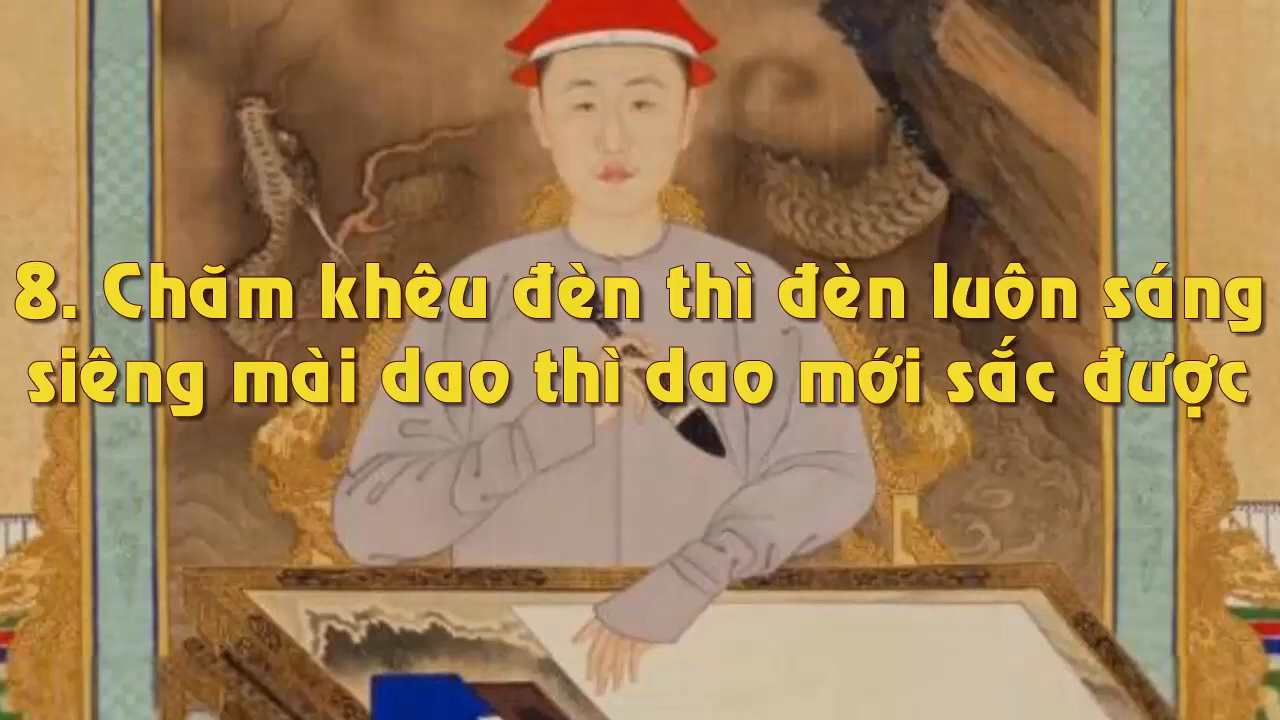 8. Chăm khêu đèn thì đèn luôn sáng
siêng mài dao thì dao mới sắc được